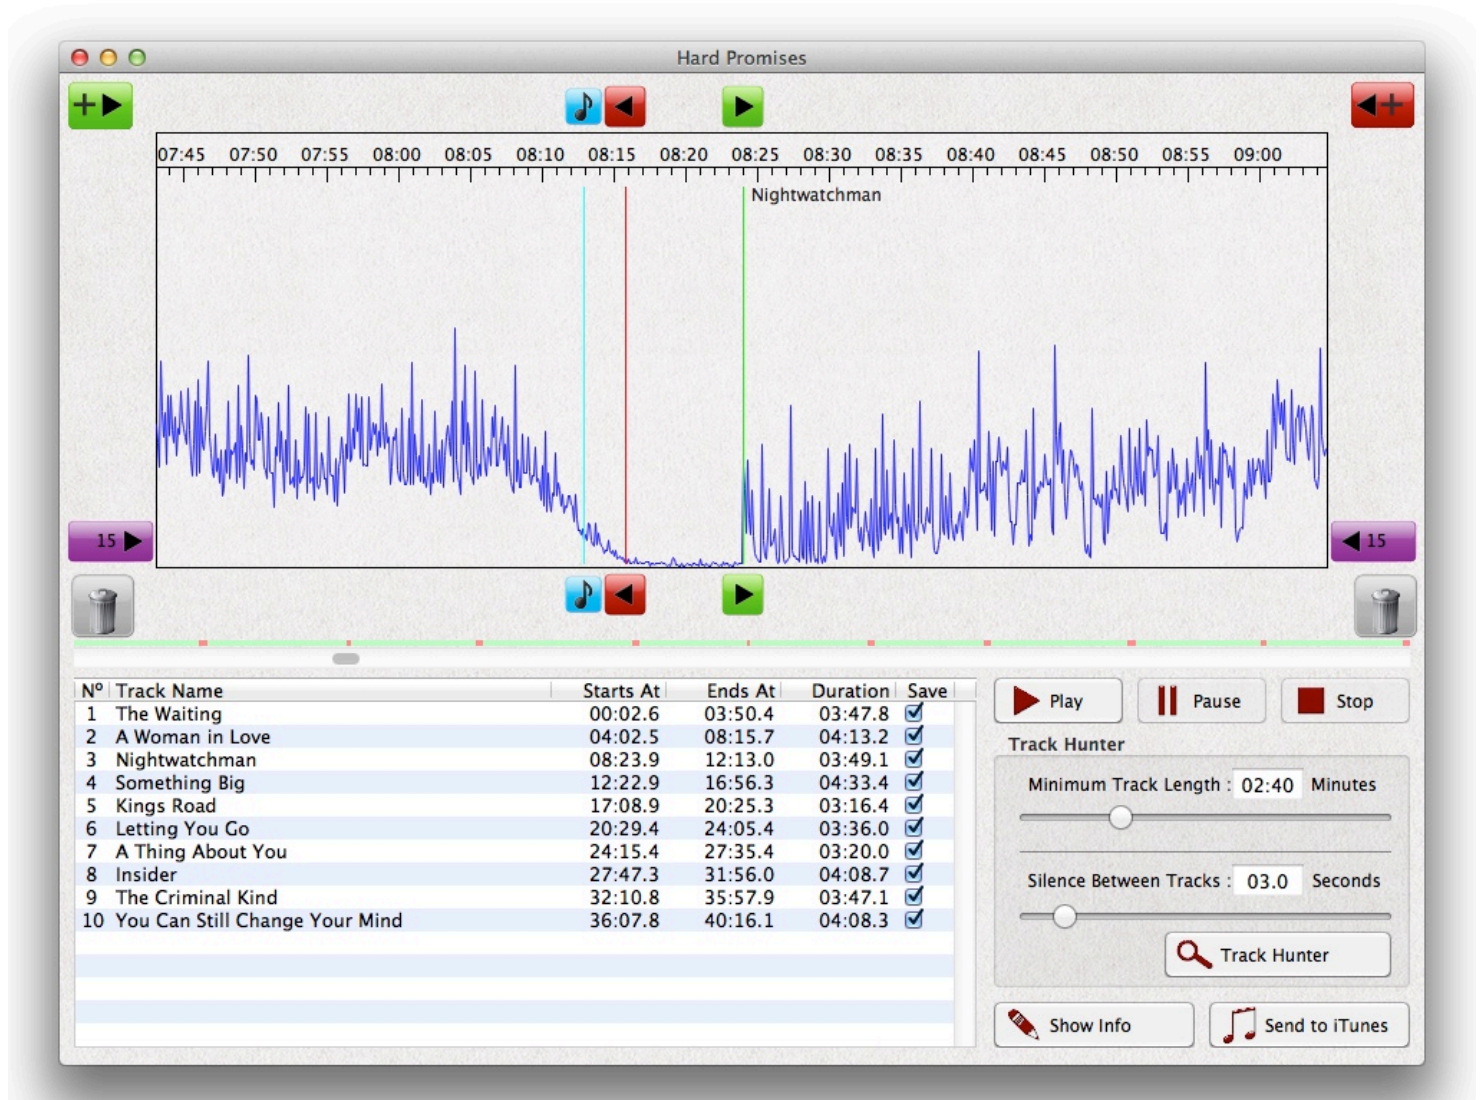 Hard Promises
07:45 07:50 07:55 08:00 08:05 08:10 08:15 08:20 08:25 08:30 08:35 08:40 08:45 08:50 08:55 09:00
Nightwatchman
15
15
Nº Track Name Starts At Ends At Duration Save
1 The Waiting 00:02.6 03:50.4 03:47.8
2 A Woman in Love 04:02.5 08:15.7 04:13.2
3 Nightwatchman 08:23.9 12:13.0 03:49.1
4 Something Big 12:22.9 16:56.3 04:33.4
5 Kings Road 17:08.9 20:25.3 03:16.4
6 Letting You Go 20:29.4 24:05.4 03:36.0
7 A Thing About You 24:15.4 27:35.4 03:20.0
8 Insider 27:47.3 31:56.0 04:08.7
9 The Criminal Kind 32:10.8 35:57.9 03:47.1
10 You Can Still Change Your Mind 36:07.8 40:16.1 04:08.3
Play Pause Stop
Track Hunter
Minimum Track Length : 02:40 Minutes
Silence Between Tracks : 03.0 Seconds
Track Hunter
Show Info Send to iTunes